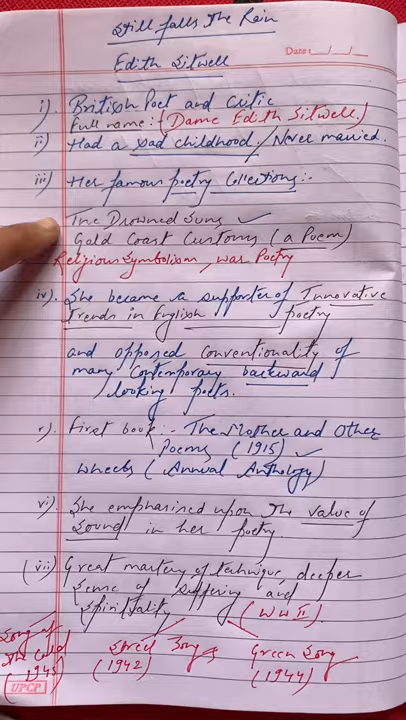 Still falls The Rain
Edith Sitwell
Date:
i) British Poet and Critic
Full name:- (Dame Edith Sitwell.)
ii) Had a sad childhood / Never married.
iii) Her famous poetry Collections:-
The Drowned Suns ✓
Gold Coast Customs (a Poem)
Religious Symbolism, war Poetry
iv). She became a supporter of Innovative
Trends in English poetry
and opposed conventionality of
many Contemporary backward
looking poets.
v). First book:- The Mother and Other
Poems (1915) ✓
Wheels (Annual Anthology)
vi). She emphasised upon The value of
Sound in her poetry.
(vii) Great mastery of technique, deeper
Sense of suffering and
Spirituality (WW II)
Song of The Cold (1945)
Street Songs (1942)
Green Song (1944)
UPCP